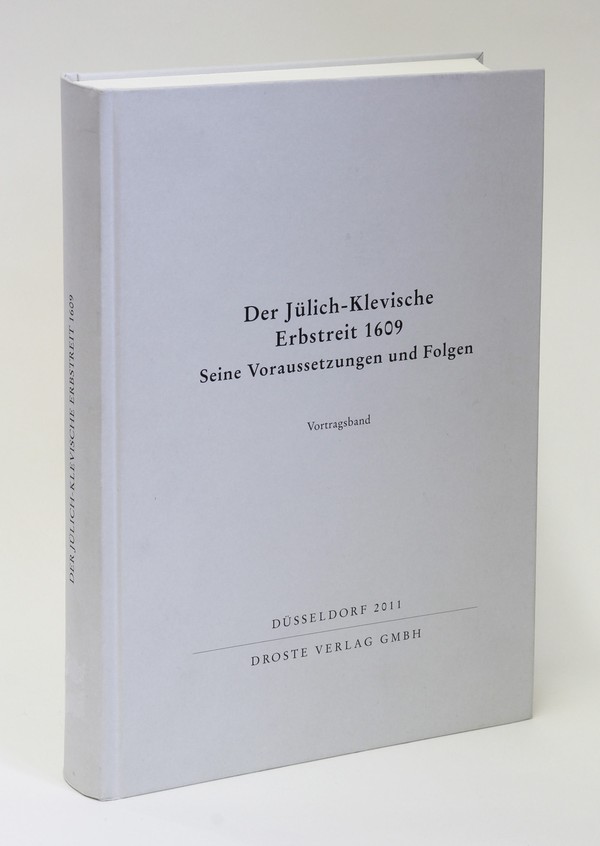 Der Jülich-Klevische
Erbstreit 1609
Seine Voraussetzungen und Folgen
Vortragsband
DÜSSELDORF 2011
DROSTE VERLAG GMBH
DER JÜLICH-KLEVISCHE ERBSTREIT 1609